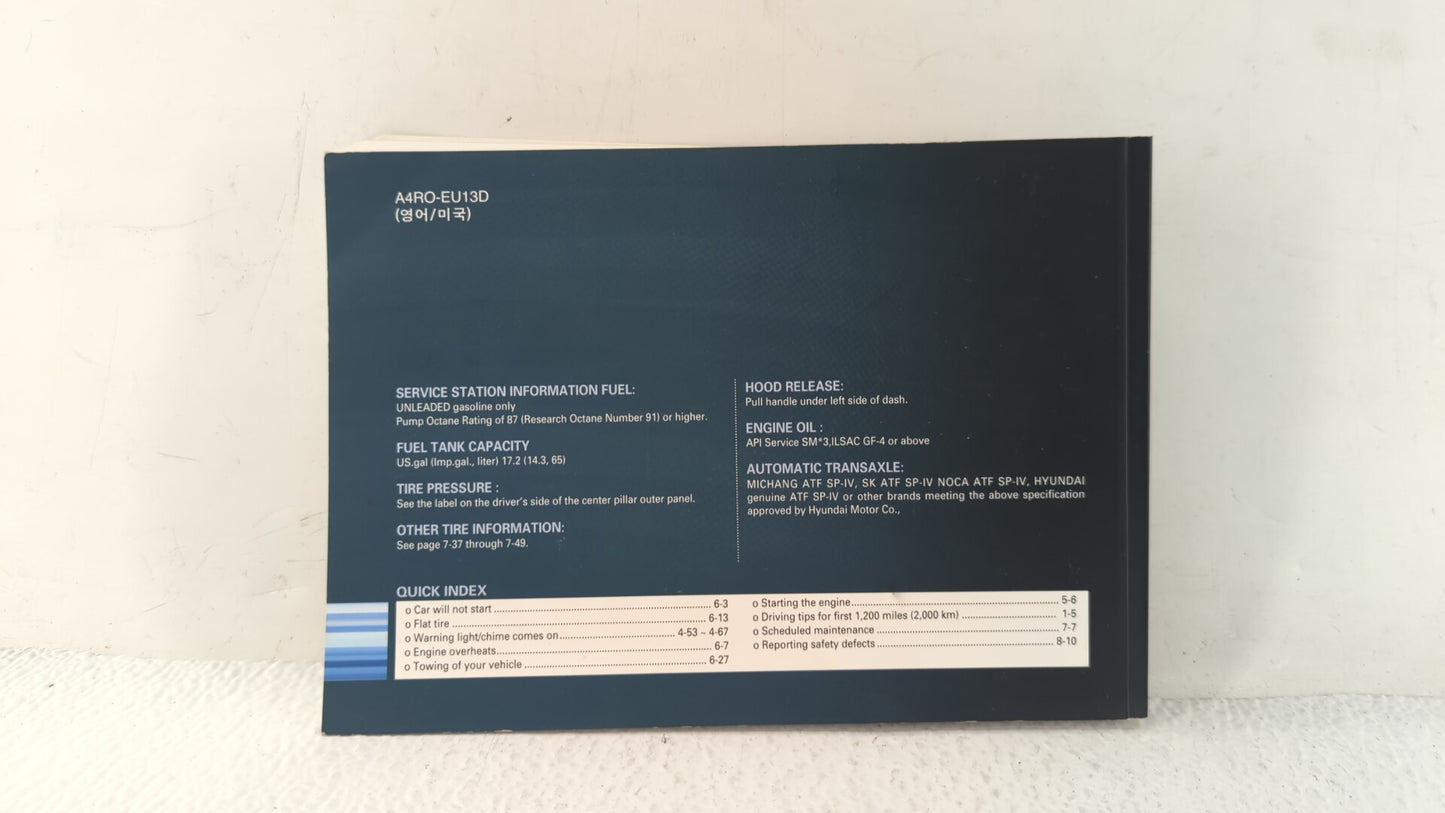 A4RO-EU13D
(영어/미국)
SERVICE STATION INFORMATION FUEL:
UNLEADED gasoline only
Pump Octane Rating of 87 (Research Octane Number 91) or higher.
FUEL TANK CAPACITY
US.gal (Imp.gal., liter) 17.2 (14.3, 65)
TIRE PRESSURE :
See the label on the driver's side of the center pillar outer panel.
OTHER TIRE INFORMATION:
See page 7-37 through 7-49.
HOOD RELEASE:
Pull handle under left side of dash.
ENGINE OIL :
API Service SM*3,ILSAC GF-4 or above
AUTOMATIC TRANSAXLE:
MICHANG ATF SP-IV, SK ATF SP-IV NOCA ATF SP-IV, HYUNDAI
genuine ATF SP-IV or other brands meeting the above specification
approved by Hyundai Motor Co.,
QUICK INDEX
o Car will not start ........ 6-3
o Flat tire ........ 6-13
o Warning light/chime comes on ........ 4-53 ~ 4-67
o Engine overheats ........ 6-7
o Towing of your vehicle ........ 6-27
o Starting the engine ........ 5-6
o Driving tips for first 1,200 miles (2,000 km) ........ 1-5
o Scheduled maintenance ........ 7-7
o Reporting safety defects ........ 8-10